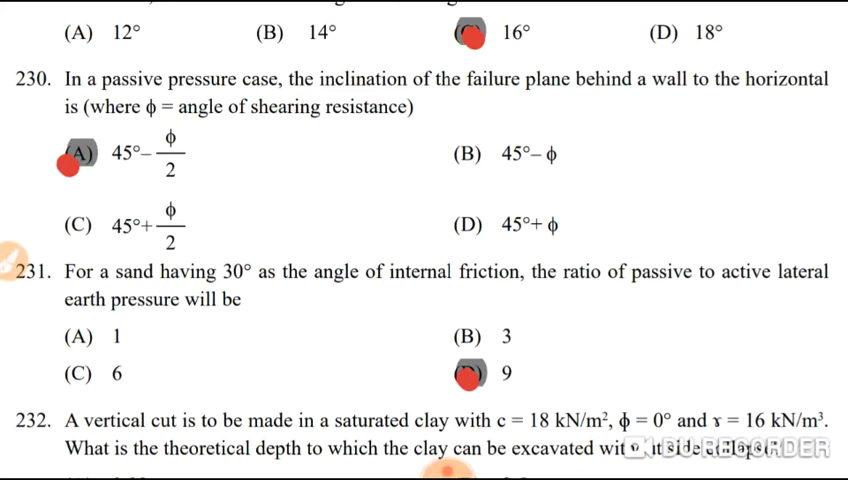 (A) 12° (B) 14° 16° (D) 18°
230. In a passive pressure case, the inclination of the failure plane behind a wall to the horizontal
is (where ϕ = angle of shearing resistance)
(A) 45°– ϕ/2 (B) 45°– ϕ
(C) 45°+ ϕ/2 (D) 45°+ ϕ
231. For a sand having 30° as the angle of internal friction, the ratio of passive to active lateral
earth pressure will be
(A) 1 (B) 3
(C) 6 9
232. A vertical cut is to be made in a saturated clay with c = 18 kN/m², ϕ = 0° and ɤ = 16 kN/m³.
What is the theoretical depth to which the clay can be excavated side
DU RECORDER